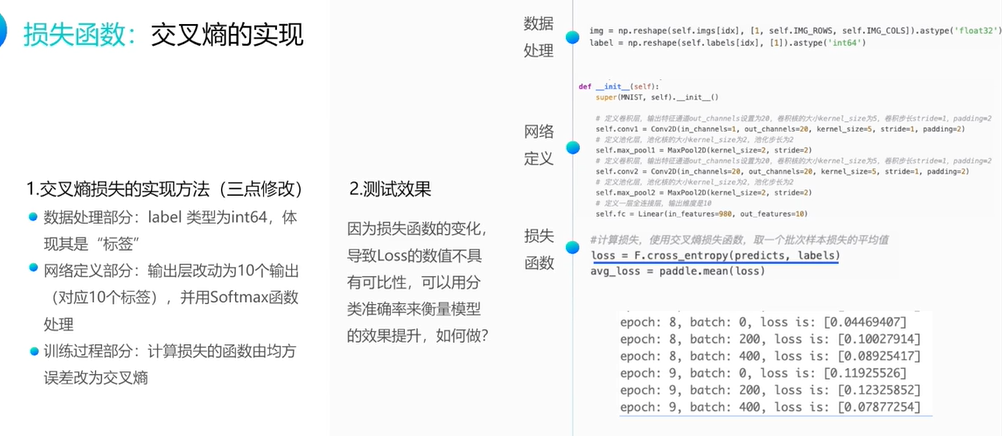 损失函数：交叉熵的实现
1.交叉熵损失的实现方法（三点修改）
数据处理部分：label 类型为int64，体
现其是“标签”
网络定义部分：输出层改动为10个输出
（对应10个标签），并用Softmax函数
处理
训练过程部分：计算损失的函数由均方
误差改为交叉熵
2.测试效果
因为损失函数的变化，
导致Loss的数值不具
有可比性，可以用分
类准确率来衡量模型
的效果提升，如何做？
数据
处理
img = np.reshape(self.imgs[idx], [1, self.IMG_ROWS, self.IMG_COLS]).astype('float32')
label = np.reshape(self.labels[idx], [1]).astype('int64')
网络
定义
def __init__(self):
super(MNIST, self).__init__()
# 定义卷积层，输出特征通道out_channels设置为20，卷积核的大小kernel_size为5，卷积步长stride=1，padding=2
self.conv1 = Conv2D(in_channels=1, out_channels=20, kernel_size=5, stride=1, padding=2)
# 定义池化层，池化核的大小kernel_size为2，池化步长为2
self.max_pool1 = MaxPool2D(kernel_size=2, stride=2)
# 定义卷积层，输出特征通道out_channels设置为20，卷积核的大小kernel_size为5，卷积步长stride=1，padding=2
self.conv2 = Conv2D(in_channels=20, out_channels=20, kernel_size=5, stride=1, padding=2)
# 定义池化层，池化核的大小kernel_size为2，池化步长为2
self.max_pool2 = MaxPool2D(kernel_size=2, stride=2)
# 定义一层全连接层，输出维度是10
self.fc = Linear(in_features=980, out_features=10)
损失
函数
#计算损失，使用交叉熵损失函数，取一个批次样本损失的平均值
loss = F.cross_entropy(predicts, labels)
avg_loss = paddle.mean(loss)
epoch: 8, batch: 0, loss is: [0.04469407]
epoch: 8, batch: 200, loss is: [0.10027914]
epoch: 8, batch: 400, loss is: [0.08925417]
epoch: 9, batch: 0, loss is: [0.11925526]
epoch: 9, batch: 200, loss is: [0.12325852]
epoch: 9, batch: 400, loss is: [0.07877254]